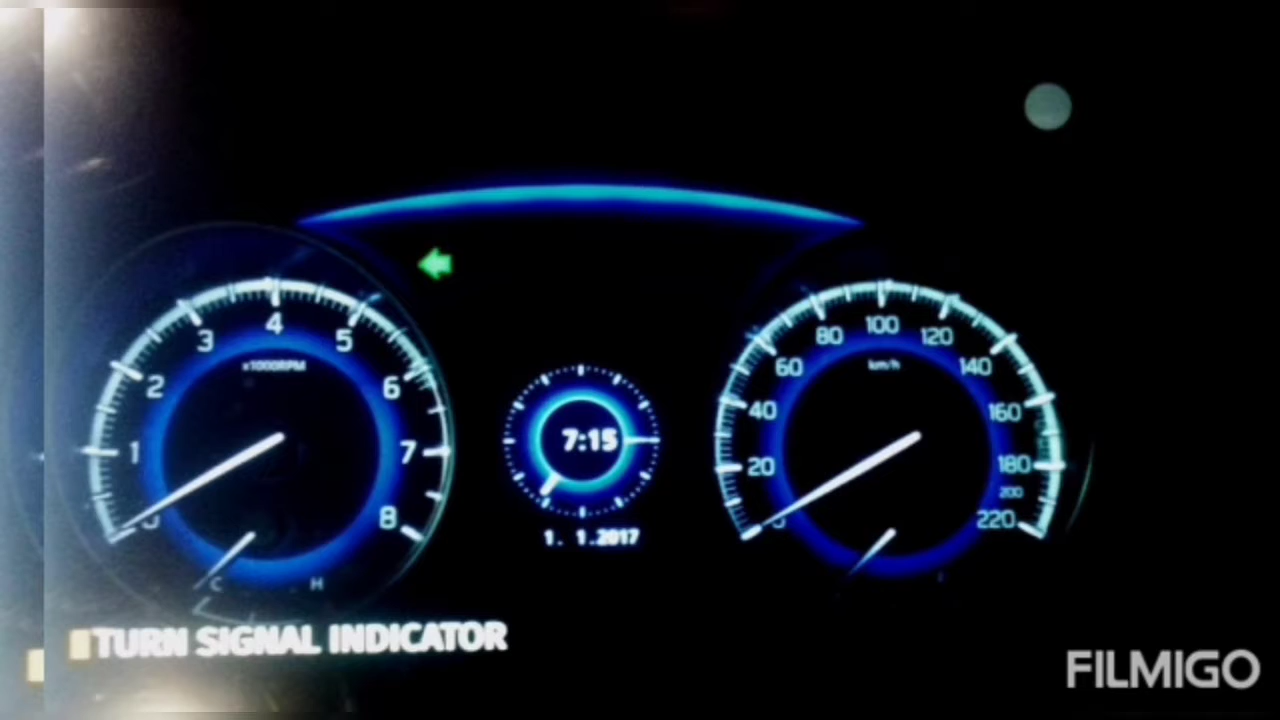 4
3 5
x1000RPM
2 6
1 7
8
C H
7:15
1. 1.2017
100
80 120
km/h
60 140
40 160
20 180
200
220
TURN SIGNAL INDICATOR
FILMIGO